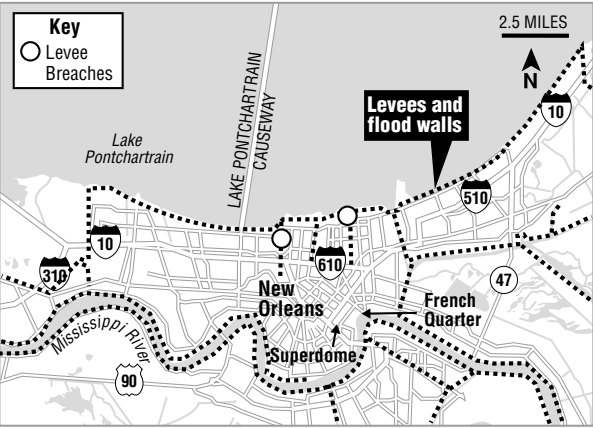 Key
Levee
Breaches
2.5 MILES
N
LAKE PONTCHARTRAIN
CAUSEWAY
Lake
Pontchartrain
Levees and
flood walls
10
510
10
310
610
47
New
Orleans
French
Quarter
Superdome
Mississippi River
90